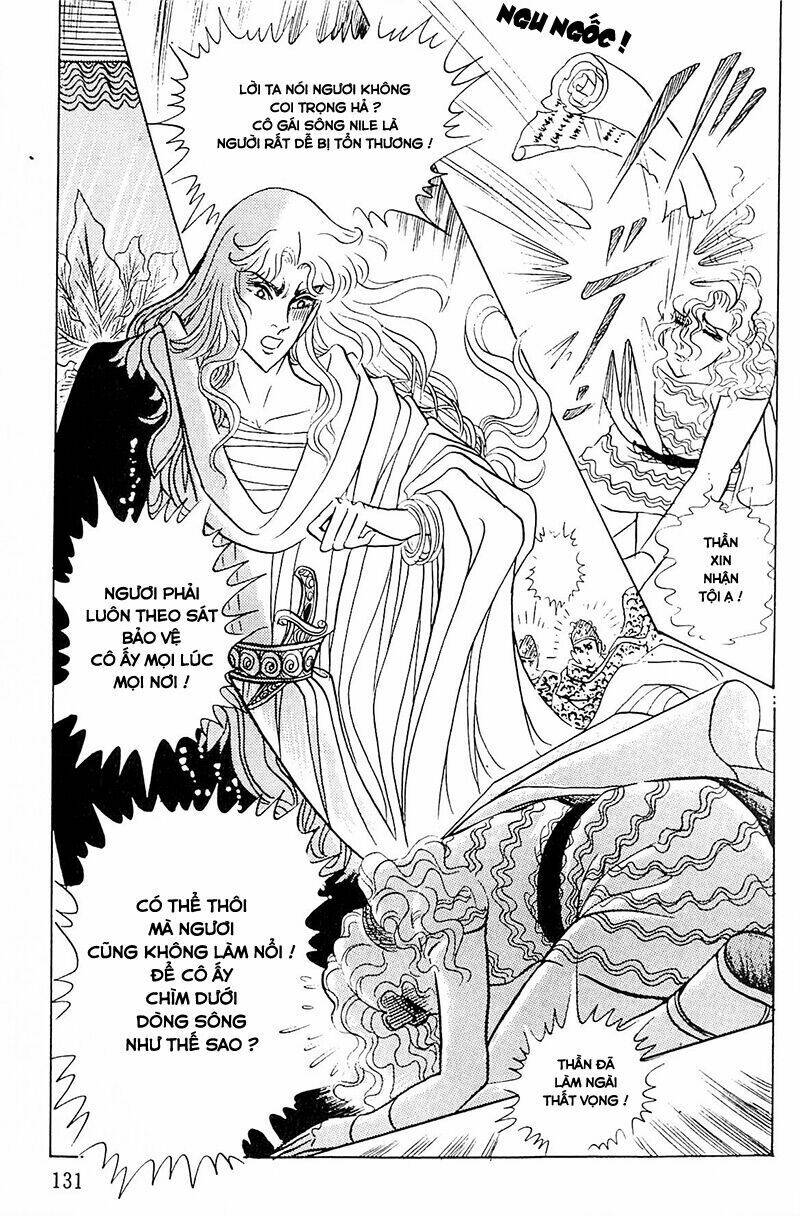 NGU NGỐC !
LỜI TA NÓI NGƯƠI KHÔNG
COI TRỌNG HẢ ?
CÔ GÁI SÔNG NILE LÀ
NGƯỜI RẤT DỄ BỊ TỔN THƯƠNG !
THẦN
XIN
NHẬN
TỘI Ạ !
NGƯƠI PHẢI
LUÔN THEO SÁT
BẢO VỆ
CÔ ẤY MỌI LÚC
MỌI NƠI !
CÓ THẾ THÔI
MÀ NGƯƠI
CŨNG KHÔNG LÀM NỔI !
ĐỂ CÔ ẤY
CHÌM DƯỚI
DÒNG SÔNG
NHƯ THẾ SAO ?
THẦN ĐÃ
LÀM NGÀI
THẤT VỌNG !
131